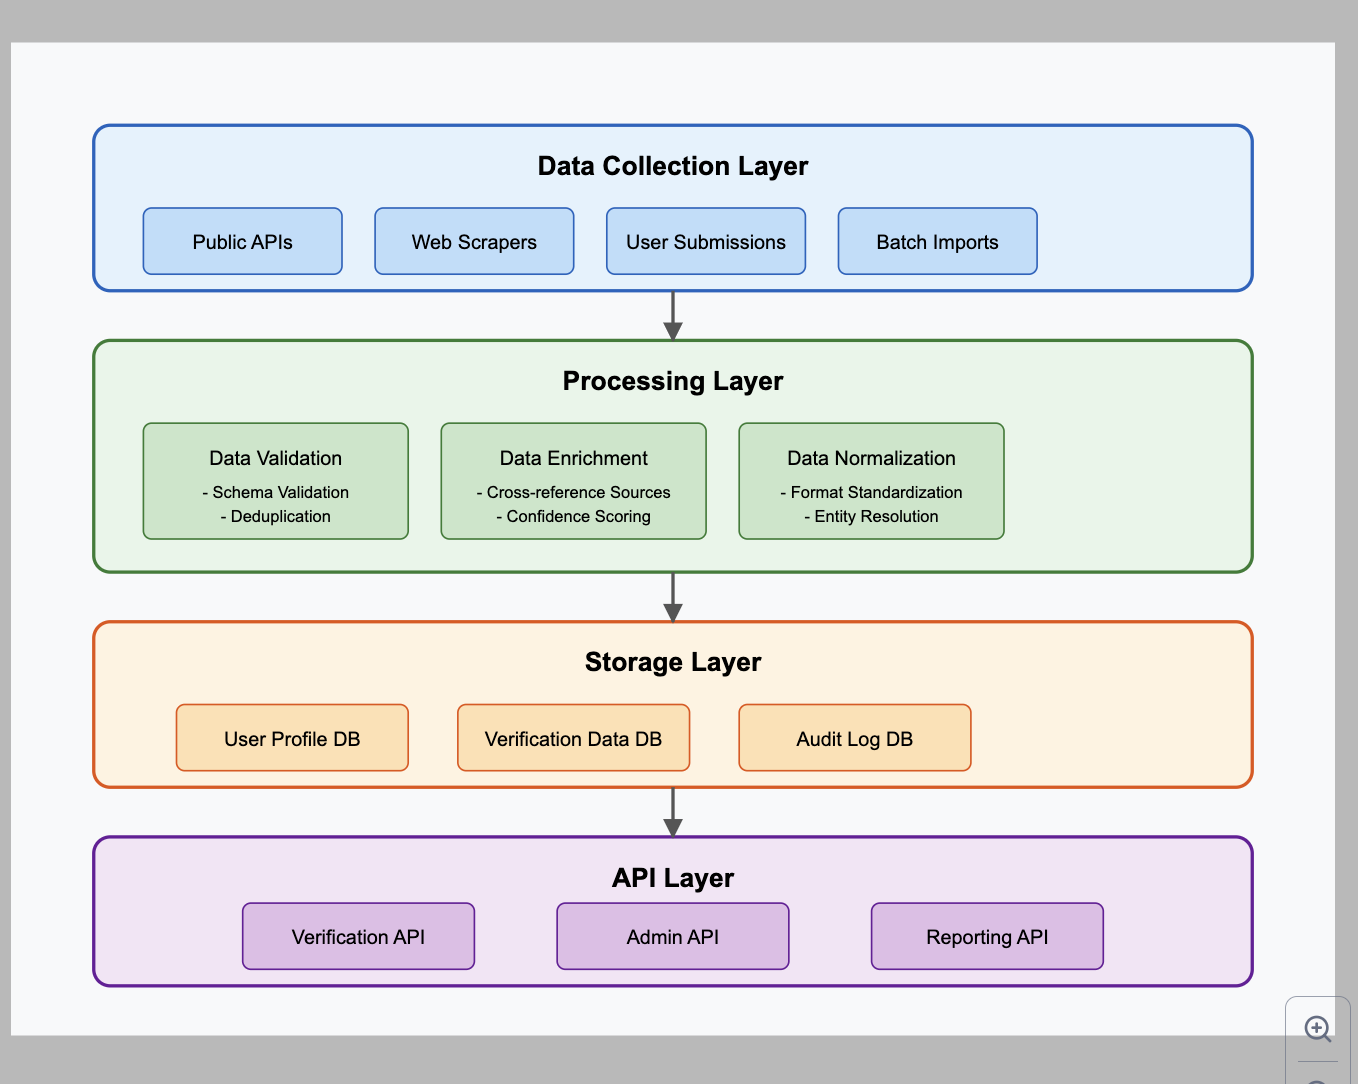 Data Collection Layer
Public APIs
Web Scrapers
User Submissions
Batch Imports
Processing Layer
Data Validation
- Schema Validation
- Deduplication
Data Enrichment
- Cross-reference Sources
- Confidence Scoring
Data Normalization
- Format Standardization
- Entity Resolution
Storage Layer
User Profile DB
Verification Data DB
Audit Log DB
API Layer
Verification API
Admin API
Reporting API